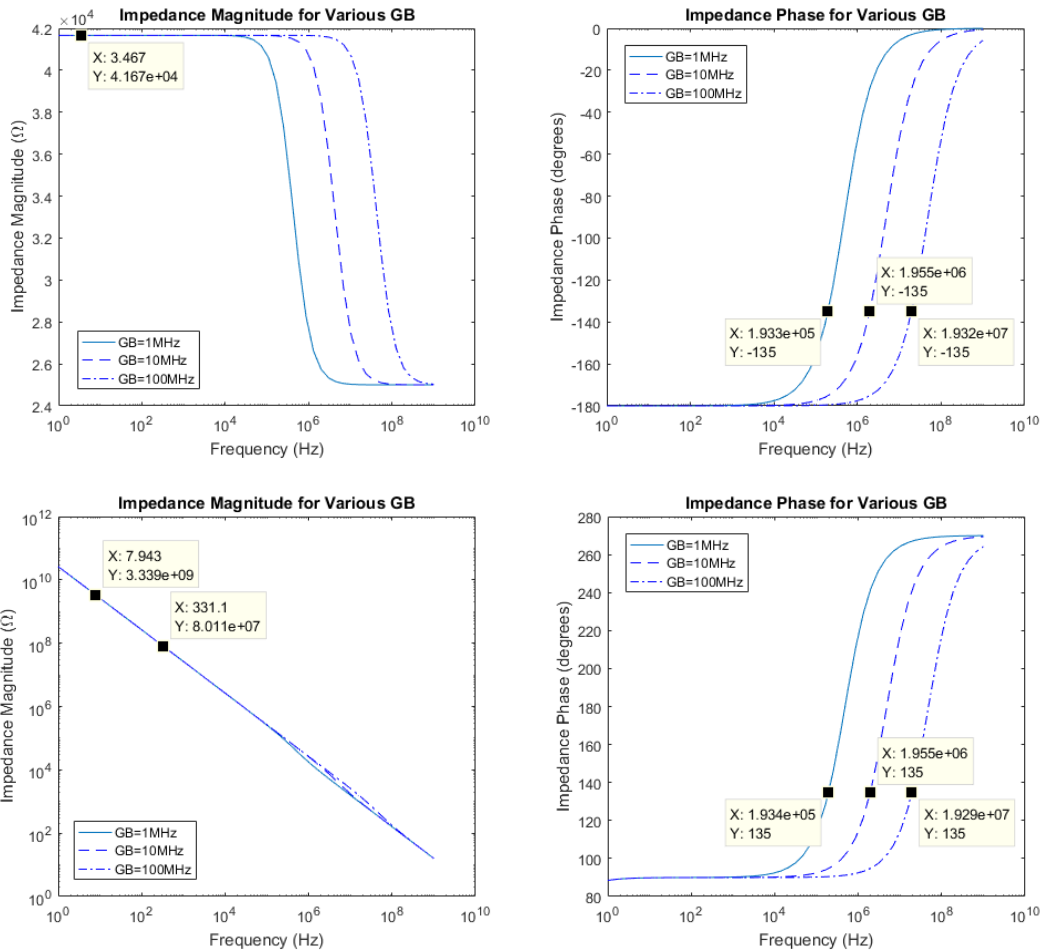 Impedance Magnitude for Various GB
× 10^4
4.2
4
3.8
3.6
3.4
3.2
3
2.8
2.6
2.4
Impedance Magnitude (Ω)
X: 3.467
Y: 4.167e+04
GB=1MHz
GB=10MHz
GB=100MHz
10^0 10^2 10^4 10^6 10^8 10^10
Frequency (Hz)
Impedance Phase for Various GB
0
-20
-40
-60
-80
-100
-120
-140
-160
-180
Impedance Phase (degrees)
GB=1MHz
GB=10MHz
GB=100MHz
X: 1.955e+06
Y: -135
X: 1.933e+05
Y: -135
X: 1.932e+07
Y: -135
10^0 10^2 10^4 10^6 10^8 10^10
Frequency (Hz)
Impedance Magnitude for Various GB
10^12
10^10
10^8
10^6
10^4
10^2
10^0
Impedance Magnitude (Ω)
X: 7.943
Y: 3.339e+09
X: 331.1
Y: 8.011e+07
GB=1MHz
GB=10MHz
GB=100MHz
10^0 10^2 10^4 10^6 10^8 10^10
Frequency (Hz)
Impedance Phase for Various GB
280
260
240
220
200
180
160
140
120
100
80
Impedance Phase (degrees)
GB=1MHz
GB=10MHz
GB=100MHz
X: 1.955e+06
Y: 135
X: 1.934e+05
Y: 135
X: 1.929e+07
Y: 135
10^0 10^2 10^4 10^6 10^8 10^10
Frequency (Hz)